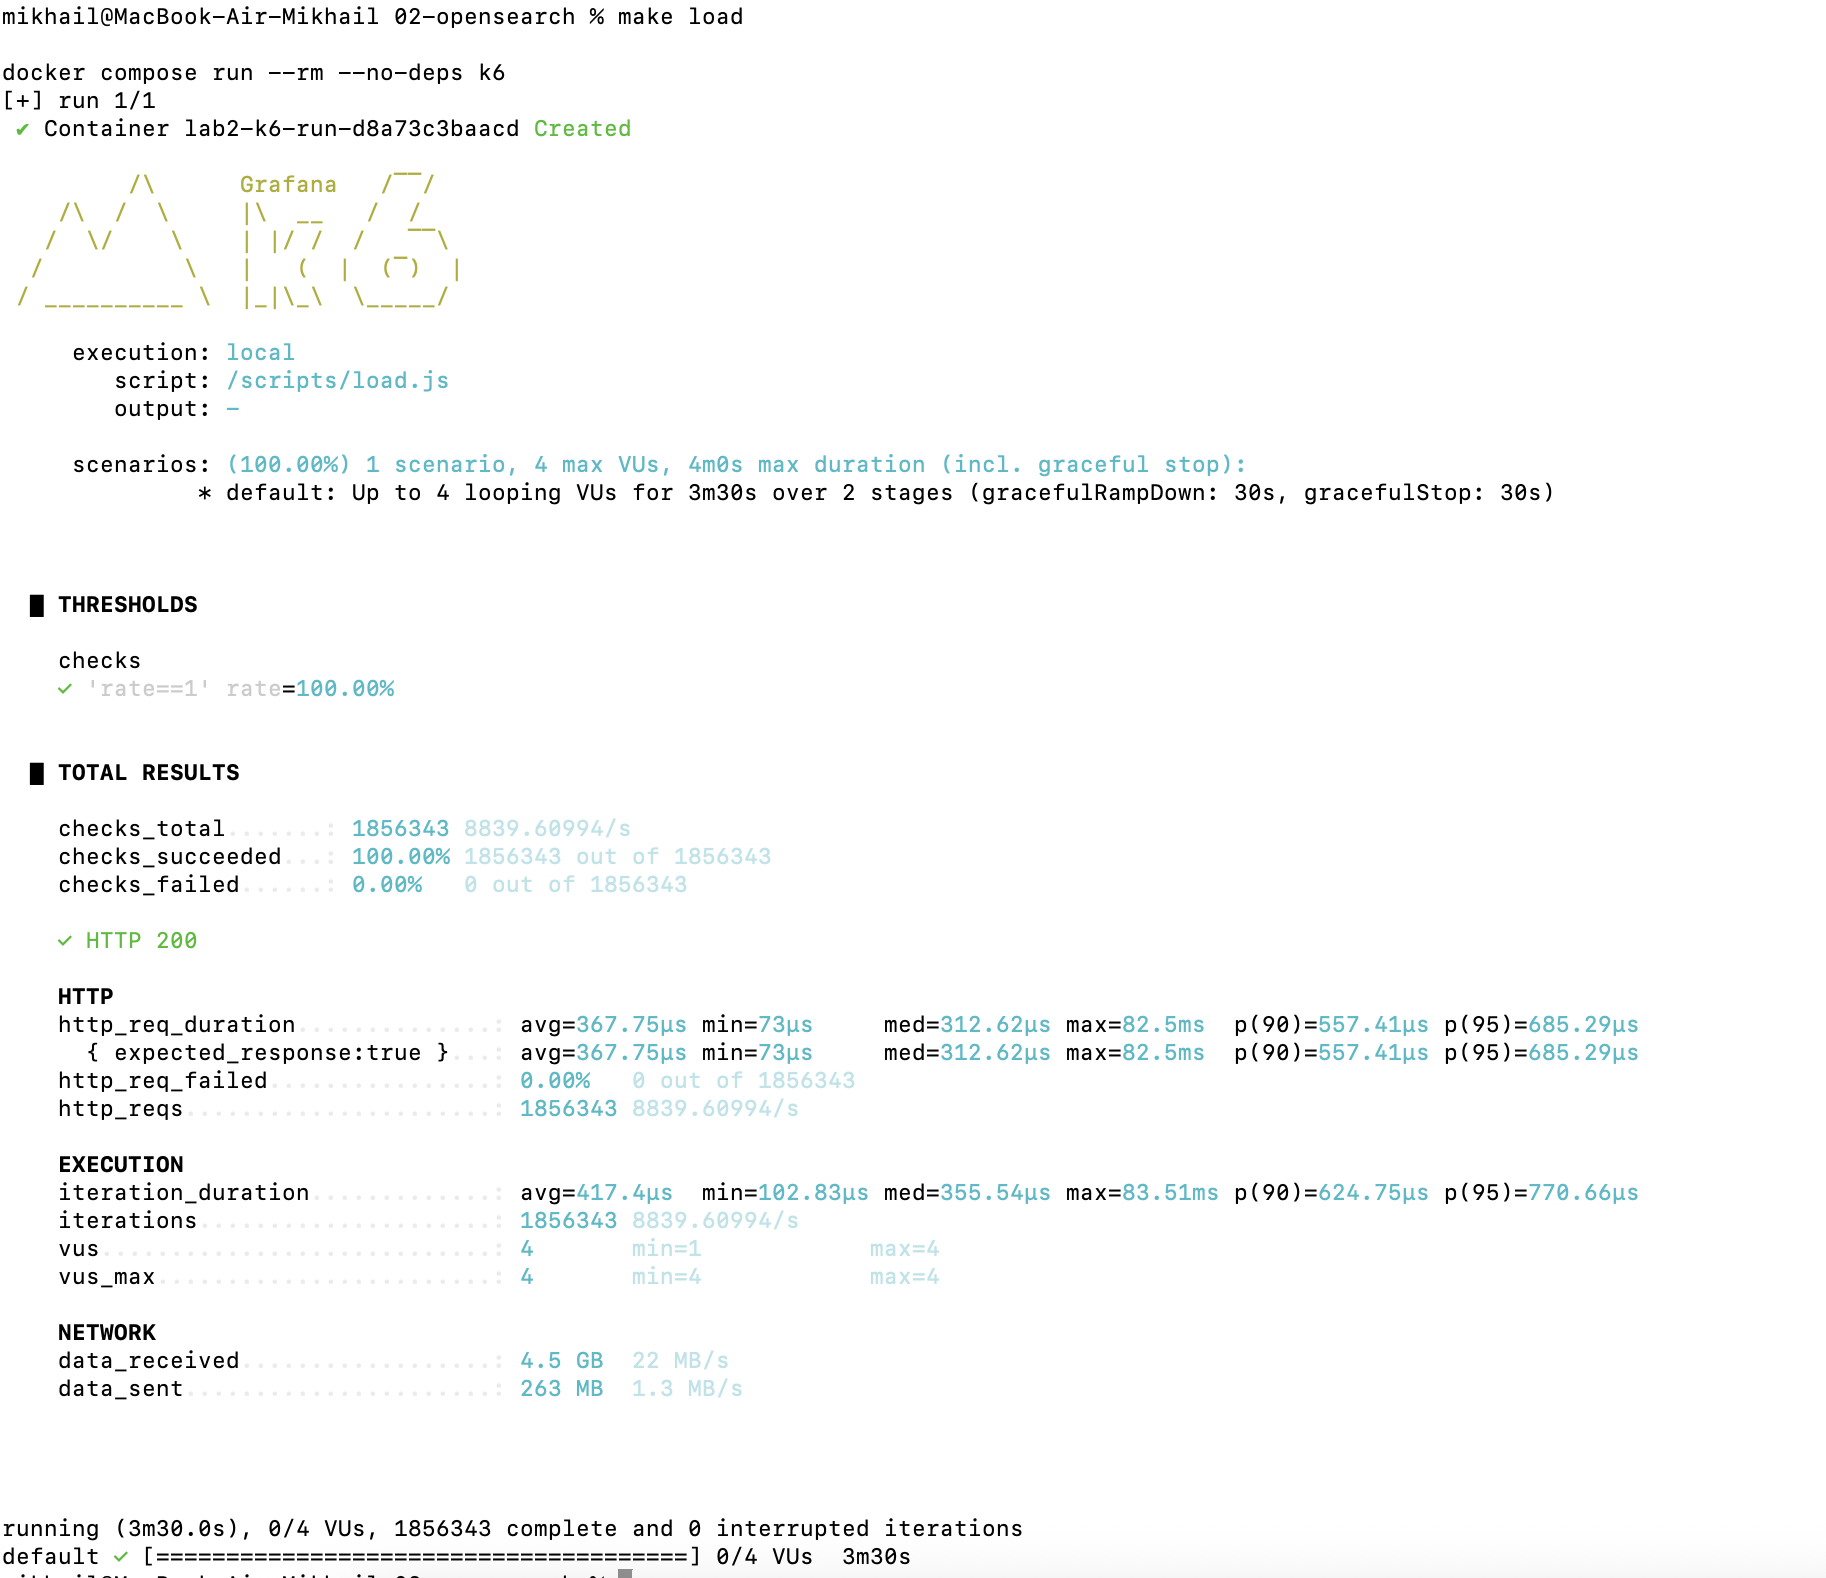 mikhail@MacBook-Air-Mikhail 02-opensearch % make load
docker compose run --rm --no-deps k6
[+] run 1/1
✔ Container lab2-k6-run-d8a73c3baacd Created
Grafana
execution: local
script: /scripts/load.js
output: -
scenarios: (100.00%) 1 scenario, 4 max VUs, 4m0s max duration (incl. graceful stop):
* default: Up to 4 looping VUs for 3m30s over 2 stages (gracefulRampDown: 30s, gracefulStop: 30s)
█ THRESHOLDS
checks
✓ 'rate==1' rate=100.00%
█ TOTAL RESULTS
checks_total.......: 1856343 8839.60994/s
checks_succeeded...: 100.00% 1856343 out of 1856343
checks_failed......: 0.00% 0 out of 1856343
✓ HTTP 200
HTTP
http_req_duration..............: avg=367.75µs min=73µs med=312.62µs max=82.5ms p(90)=557.41µs p(95)=685.29µs
{ expected_response:true }...: avg=367.75µs min=73µs med=312.62µs max=82.5ms p(90)=557.41µs p(95)=685.29µs
http_req_failed................: 0.00% 0 out of 1856343
http_reqs......................: 1856343 8839.60994/s
EXECUTION
iteration_duration.............: avg=417.4µs min=102.83µs med=355.54µs max=83.51ms p(90)=624.75µs p(95)=770.66µs
iterations.....................: 1856343 8839.60994/s
vus............................: 4 min=1 max=4
vus_max........................: 4 min=4 max=4
NETWORK
data_received..................: 4.5 GB 22 MB/s
data_sent......................: 263 MB 1.3 MB/s
running (3m30.0s), 0/4 VUs, 1856343 complete and 0 interrupted iterations
default ✓ [======================================] 0/4 VUs 3m30s